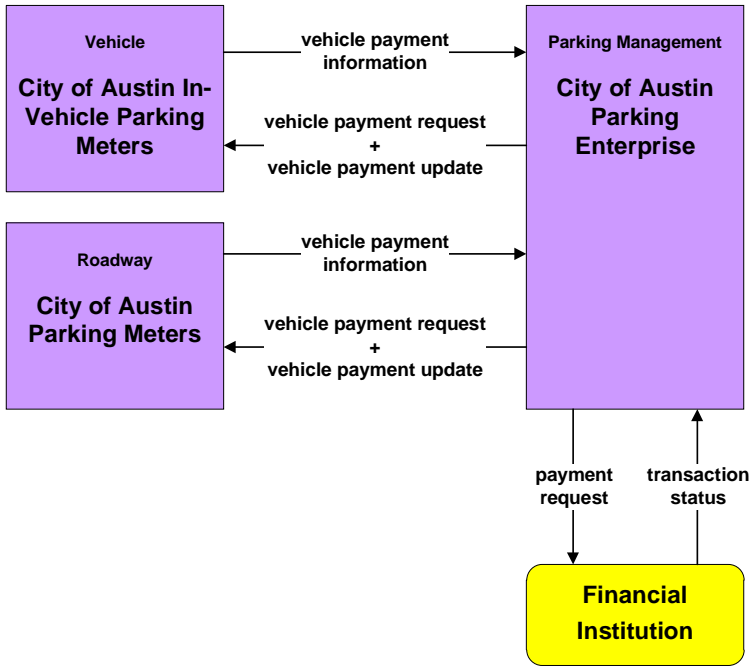 Vehicle
City of Austin In-
Vehicle Parking
Meters
vehicle payment
information
vehicle payment request
+
vehicle payment update
Parking Management
City of Austin
Parking
Enterprise
Roadway
City of Austin
Parking Meters
vehicle payment
information
vehicle payment request
+
vehicle payment update
payment
request
transaction
status
Financial
Institution